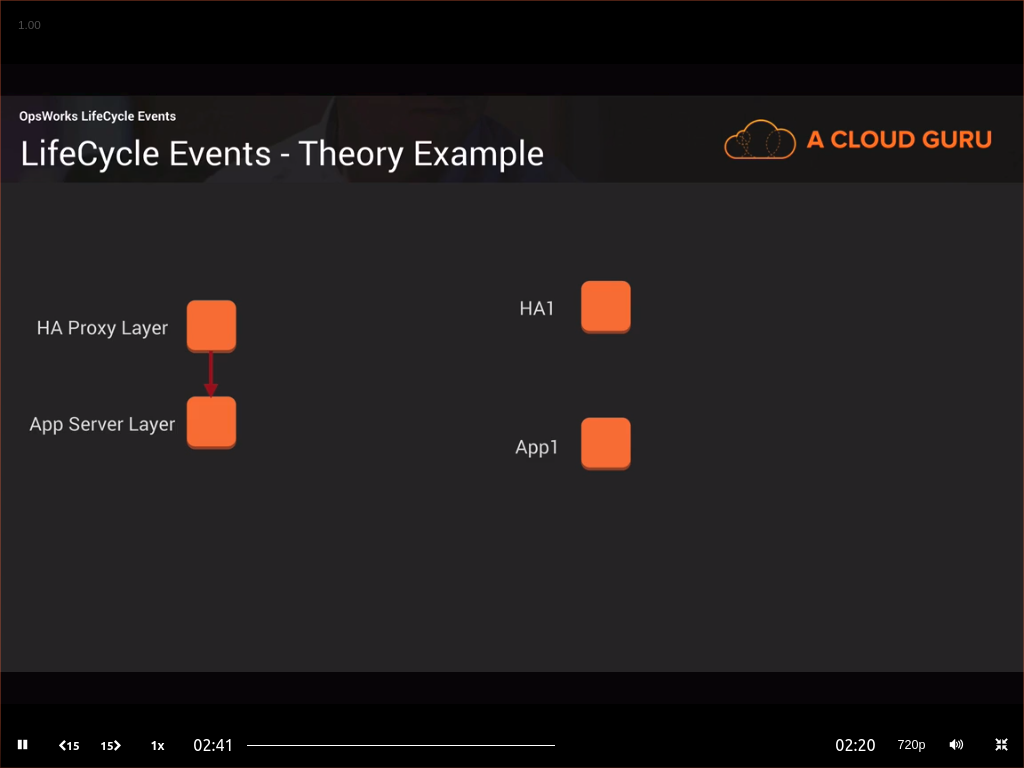 1.00
OpsWorks LifeCycle Events
LifeCycle Events - Theory Example
A CLOUD GURU
HA Proxy Layer
App Server Layer
HA1
App1
15
15
1x
02:41
02:20
720p